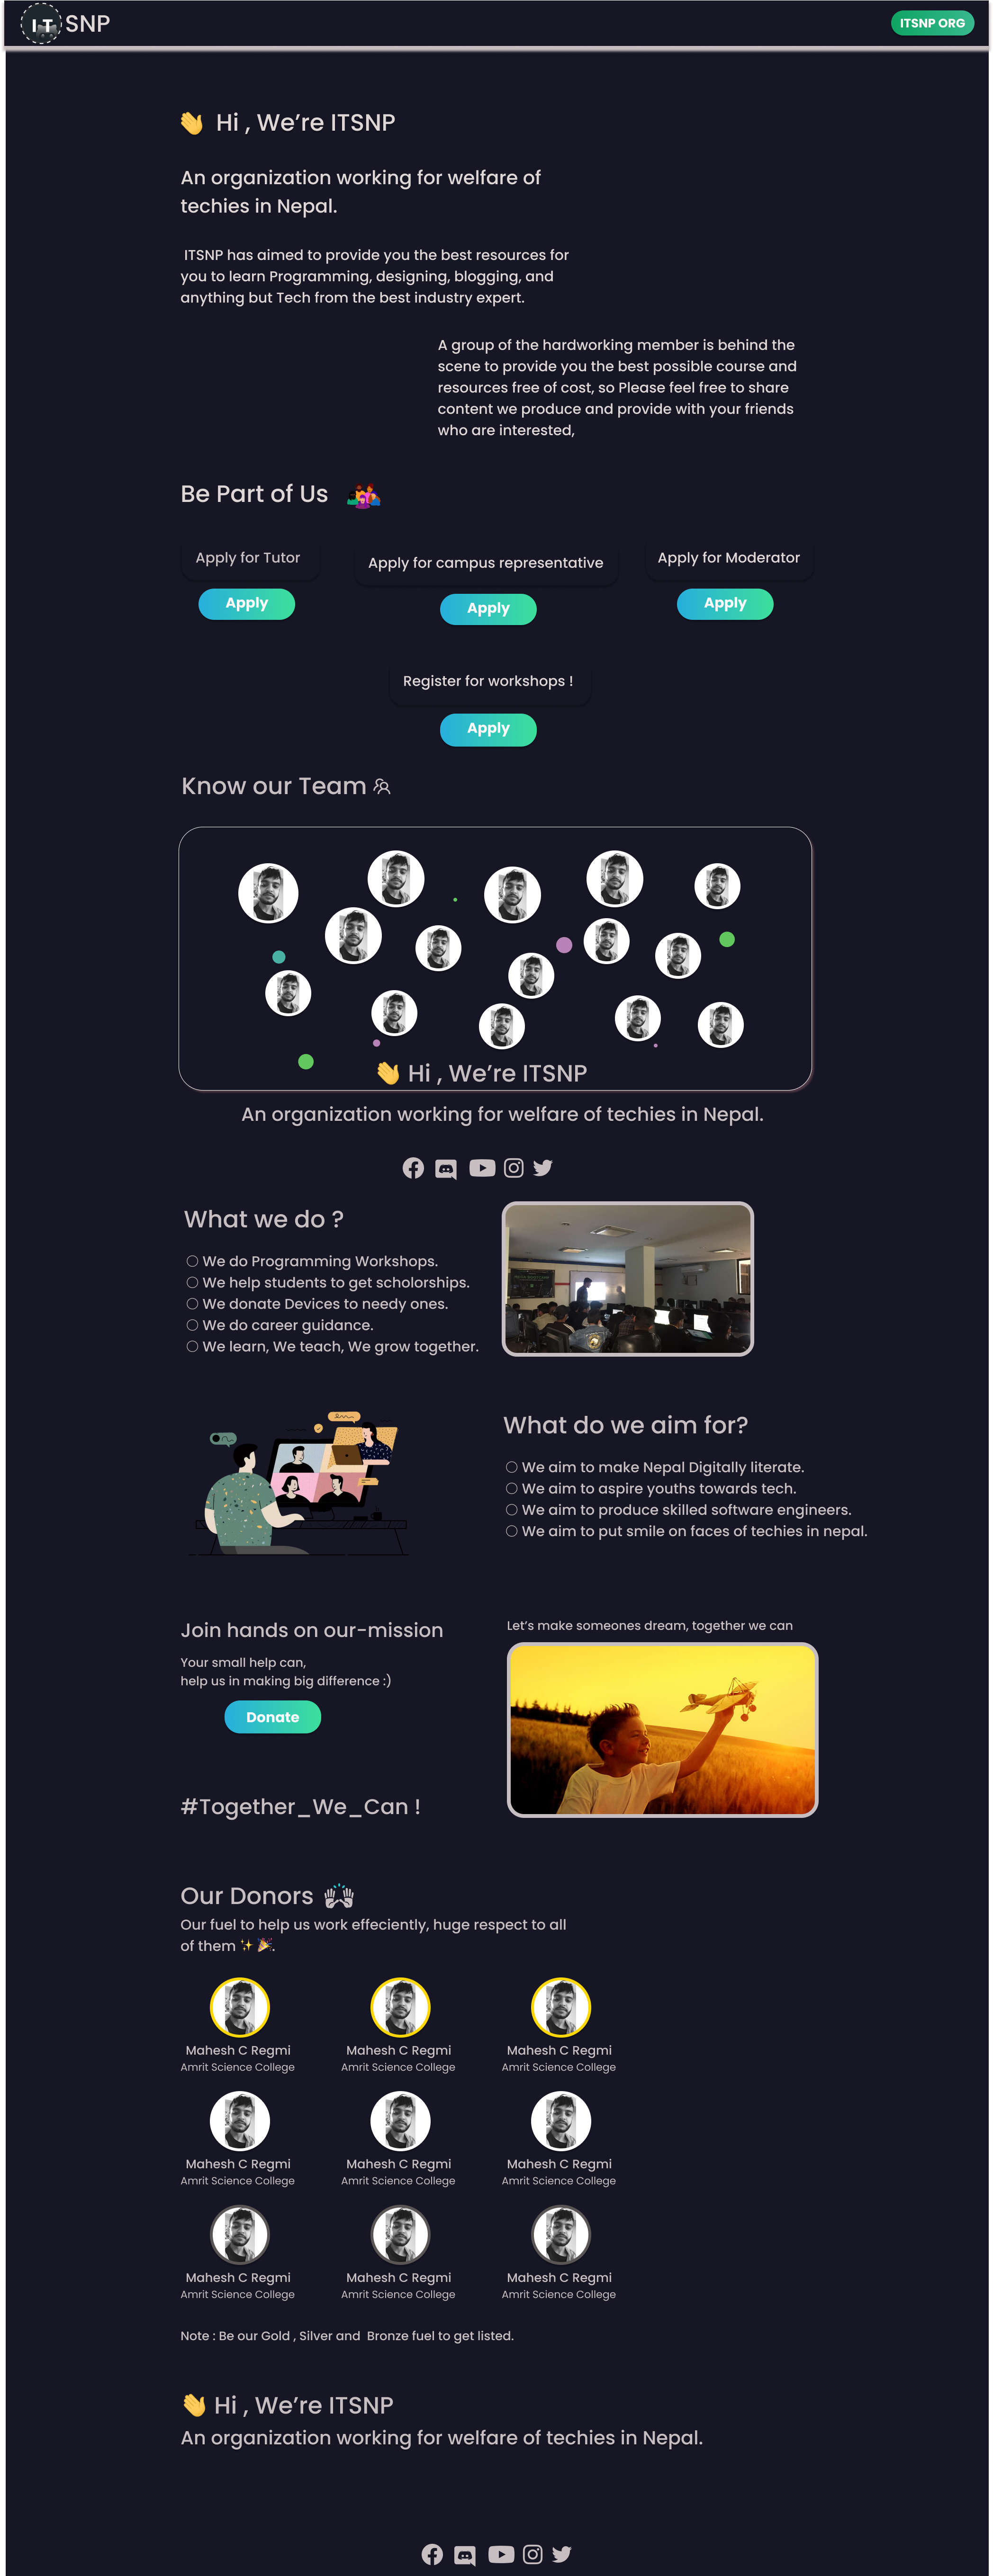 IT SNP
ITSNP ORG
👋 Hi , We’re ITSNP
An organization working for welfare of
techies in Nepal.
ITSNP has aimed to provide you the best resources for
you to learn Programming, designing, blogging, and
anything but Tech from the best industry expert.
A group of the hardworking member is behind the
scene to provide you the best possible course and
resources free of cost, so Please feel free to share
content we produce and provide with your friends
who are interested,
Be Part of Us
Apply for Tutor
Apply
Apply for campus representative
Apply
Apply for Moderator
Apply
Register for workshops !
Apply
Know our Team
👋 Hi , We’re ITSNP
An organization working for welfare of techies in Nepal.
What we do ?
We do Programming Workshops.
We help students to get scholorships.
We donate Devices to needy ones.
We do career guidance.
We learn, We teach, We grow together.
What do we aim for?
We aim to make Nepal Digitally literate.
We aim to aspire youths towards tech.
We aim to produce skilled software engineers.
We aim to put smile on faces of techies in nepal.
Join hands on our-mission
Your small help can,
help us in making big difference :)
Donate
#Together_We_Can !
Let’s make someones dream, together we can
Our Donors
Our fuel to help us work effeciently, huge respect to all
of them ✨ 🎉.
Mahesh C Regmi
Amrit Science College
Mahesh C Regmi
Amrit Science College
Mahesh C Regmi
Amrit Science College
Mahesh C Regmi
Amrit Science College
Mahesh C Regmi
Amrit Science College
Mahesh C Regmi
Amrit Science College
Mahesh C Regmi
Amrit Science College
Mahesh C Regmi
Amrit Science College
Mahesh C Regmi
Amrit Science College
Note : Be our Gold , Silver and Bronze fuel to get listed.
👋 Hi , We’re ITSNP
An organization working for welfare of techies in Nepal.